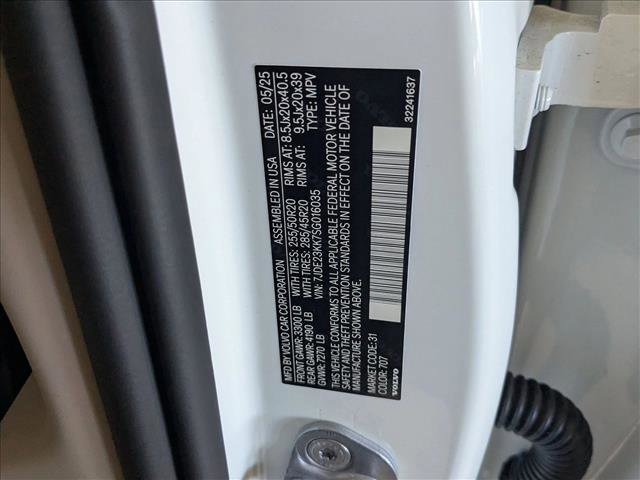 MFD BY VOLVO CAR CORPORATION ASSEMBLED IN USA DATE: 05/25
FRONT GAWR: 3300 LB WITH TIRES: 255/50R20 RIMS AT: 8.5Jx20x40.5
REAR GAWR: 4190 LB WITH TIRES: 285/45R20 RIMS AT: 9.5Jx20x39
GVWR: 7270 LB VIN: 1JDE23KK7SG016035 TYPE: MPV
THIS VEHICLE CONFORMS TO ALL APPLICABLE FEDERAL MOTOR VEHICLE
SAFETY AND THEFT PREVENTION STANDARDS IN EFFECT ON THE DATE OF
MANUFACTURE SHOWN ABOVE.
MARKET CODE: 31
COLOR: 707
VOLVO
32241637